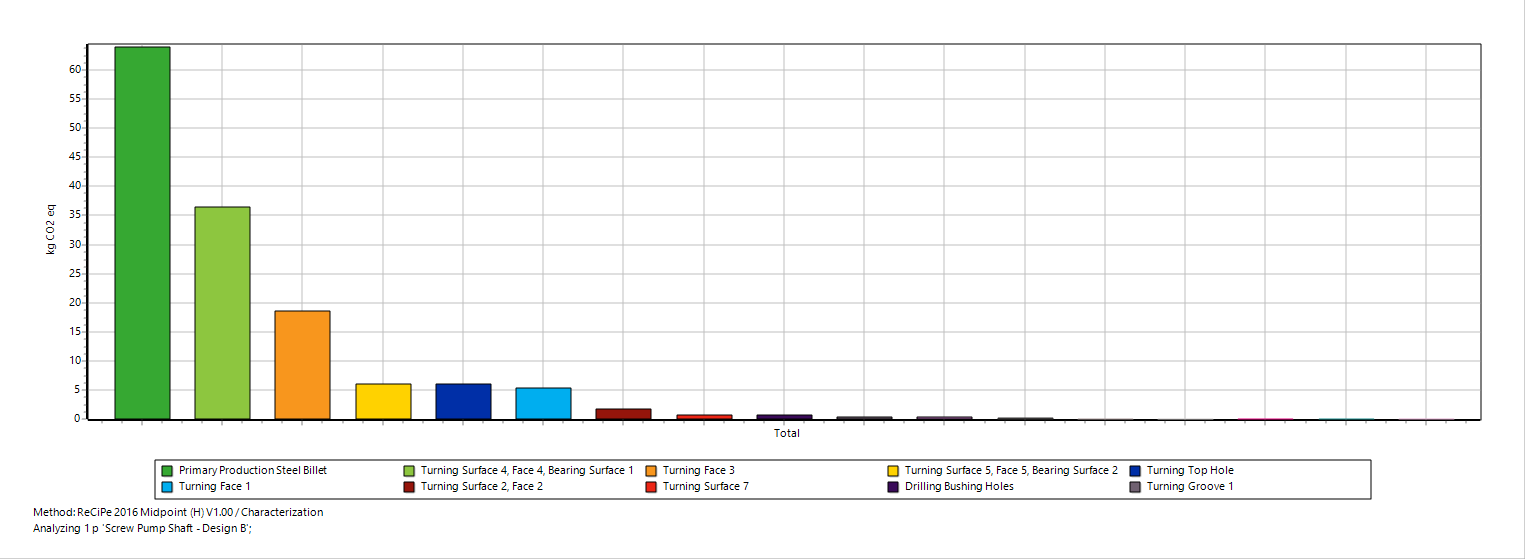 60
55
50
45
40
35
30
25
20
15
10
5
0
kg CO2 eq
Total
Primary Production Steel Billet Turning Surface 4, Face 4, Bearing Surface 1 Turning Face 3 Turning Surface 5, Face 5, Bearing Surface 2 Turning Top Hole
Turning Face 1 Turning Surface 2, Face 2 Turning Surface 7 Drilling Bushing Holes Turning Groove 1
Method: ReCiPe 2016 Midpoint (H) V1.00 / Characterization
Analyzing 1 p 'Screw Pump Shaft - Design B';